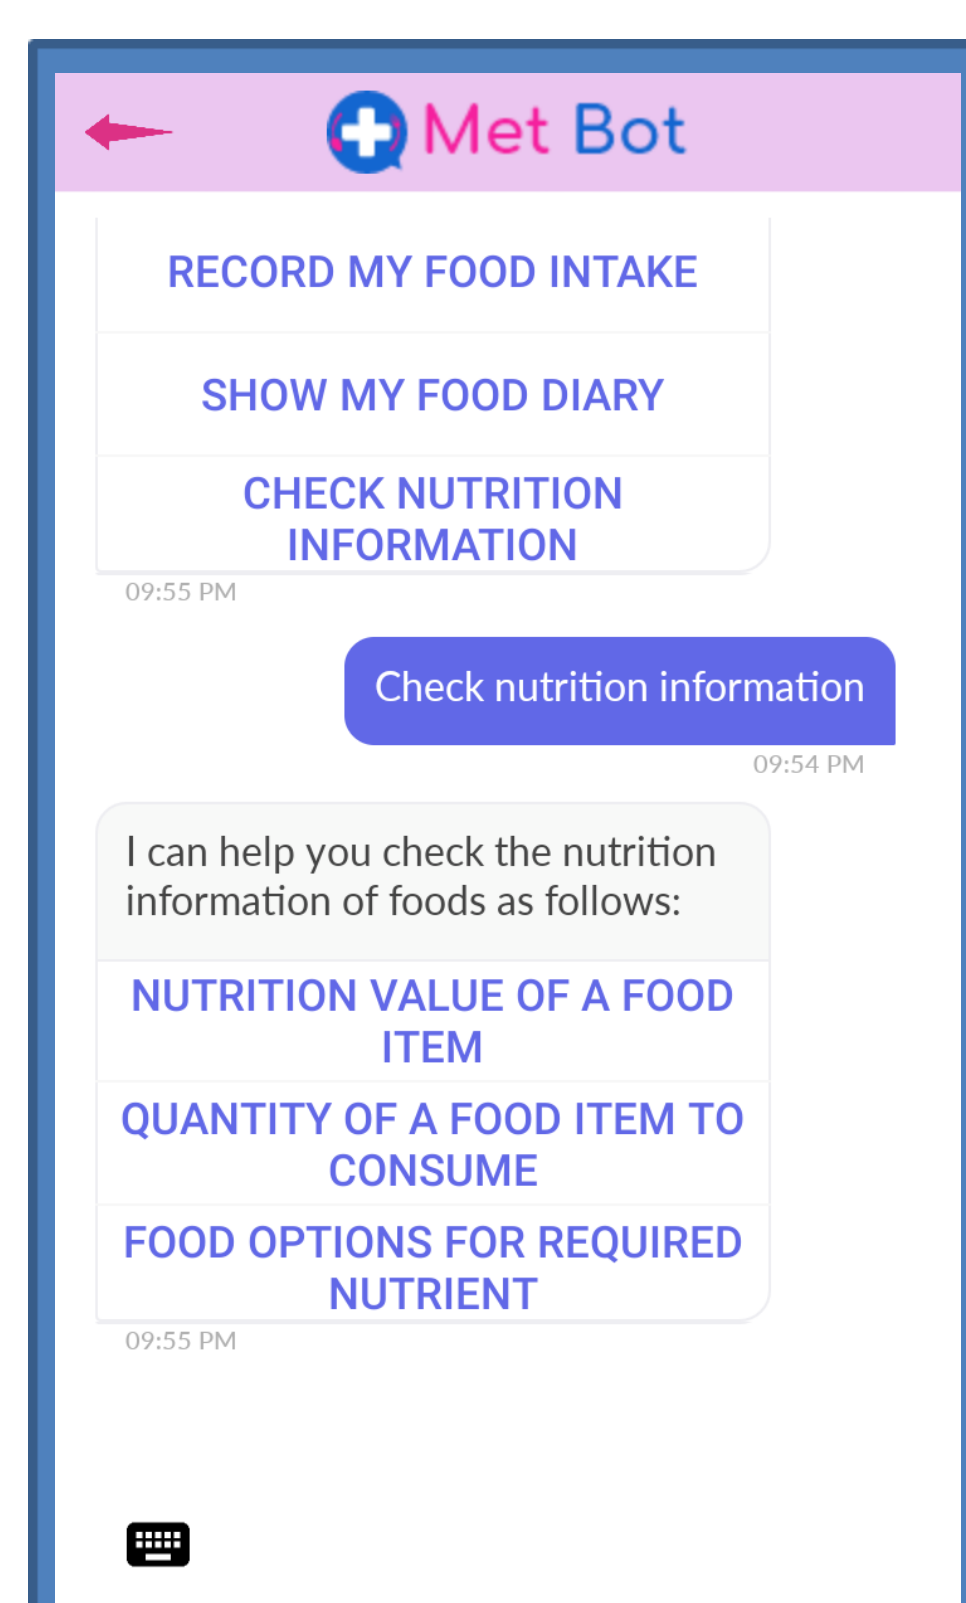 Met Bot
RECORD MY FOOD INTAKE
SHOW MY FOOD DIARY
CHECK NUTRITION
INFORMATION
09:55 PM
Check nutrition information
09:54 PM
I can help you check the nutrition
information of foods as follows:
NUTRITION VALUE OF A FOOD
ITEM
QUANTITY OF A FOOD ITEM TO
CONSUME
FOOD OPTIONS FOR REQUIRED
NUTRIENT
09:55 PM